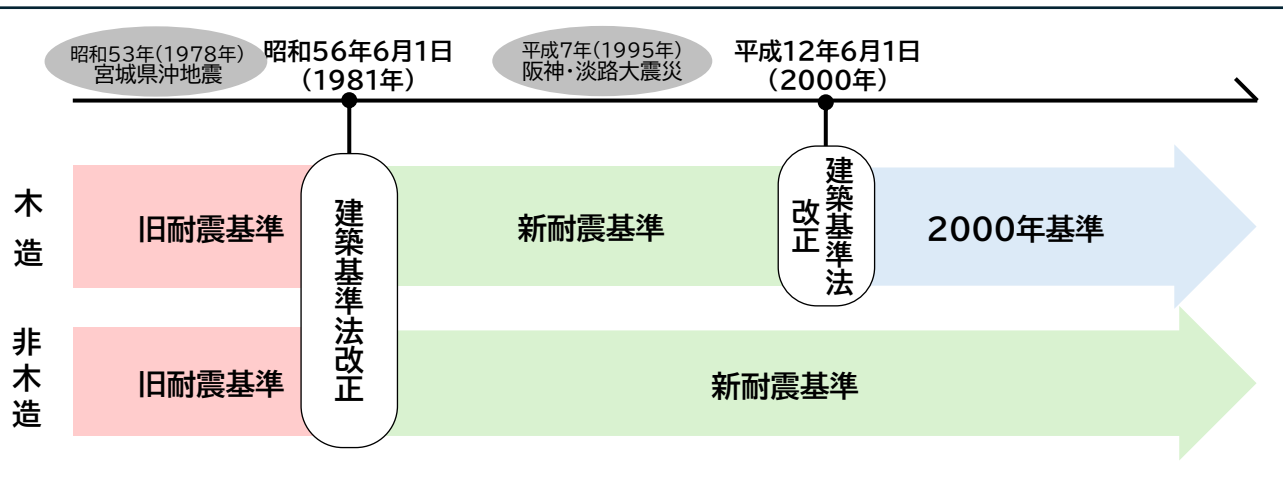 昭和53年(1978年)
宮城県沖地震
昭和56年6月1日
(1981年)
平成7年(1995年)
阪神・淡路大震災
平成12年6月1日
(2000年)
木造
旧耐震基準
建築基準法改正
新耐震基準
建築基準法
改正
2000年基準
非木造
旧耐震基準
新耐震基準